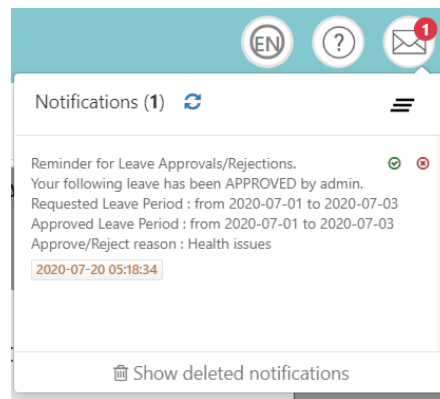 EN
?
1
Notifications (1)
Reminder for Leave Approvals/Rejections.
Your following leave has been APPROVED by admin.
Requested Leave Period : from 2020-07-01 to 2020-07-03
Approved Leave Period : from 2020-07-01 to 2020-07-03
Approve/Reject reason : Health issues
2020-07-20 05:18:34
Show deleted notifications